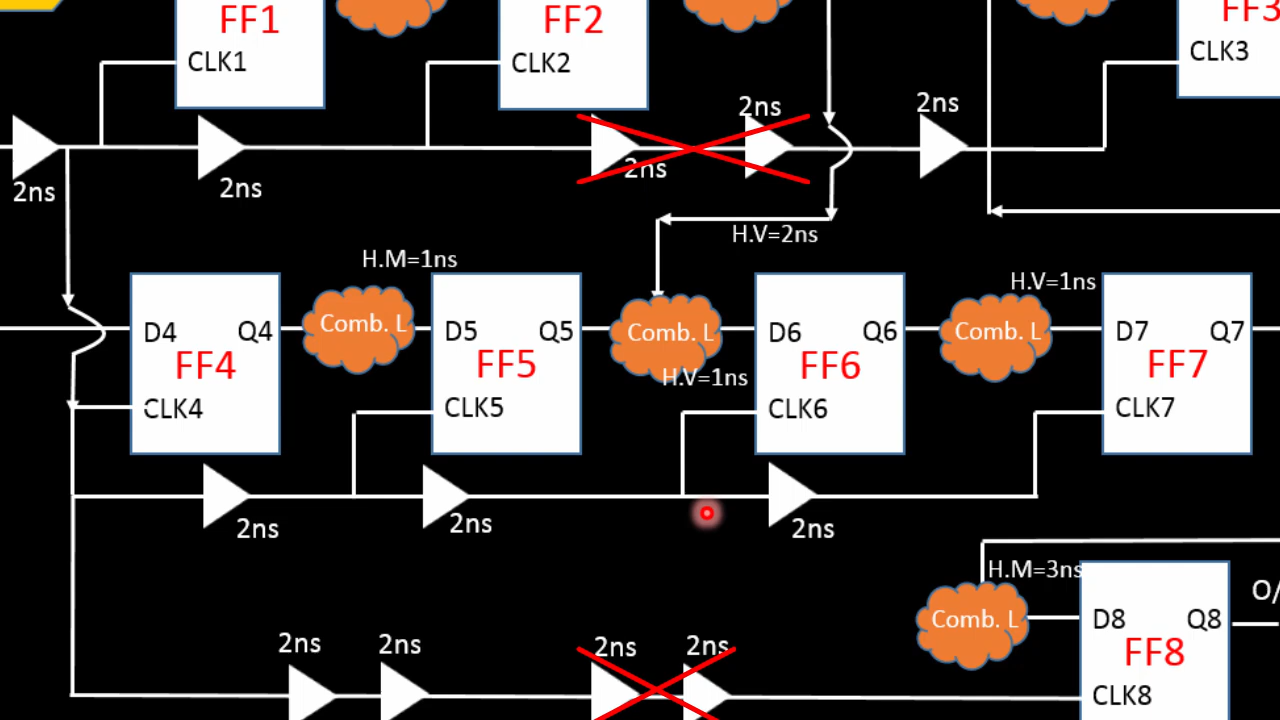 FF1
FF2
FF3
CLK1
CLK2
CLK3
2ns
2ns
2ns
2ns
2ns
2ns
H.V=2ns
H.M=1ns
H.V=1ns
D4
Q4
Comb. L
D5
Q5
Comb. L
D6
Q6
Comb. L
D7
Q7
FF4
FF5
FF6
FF7
H.V=1ns
CLK4
CLK5
CLK6
CLK7
2ns
2ns
2ns
H.M=3ns
O/
Comb. L
D8
Q8
FF8
2ns
2ns
2ns
2ns
CLK8